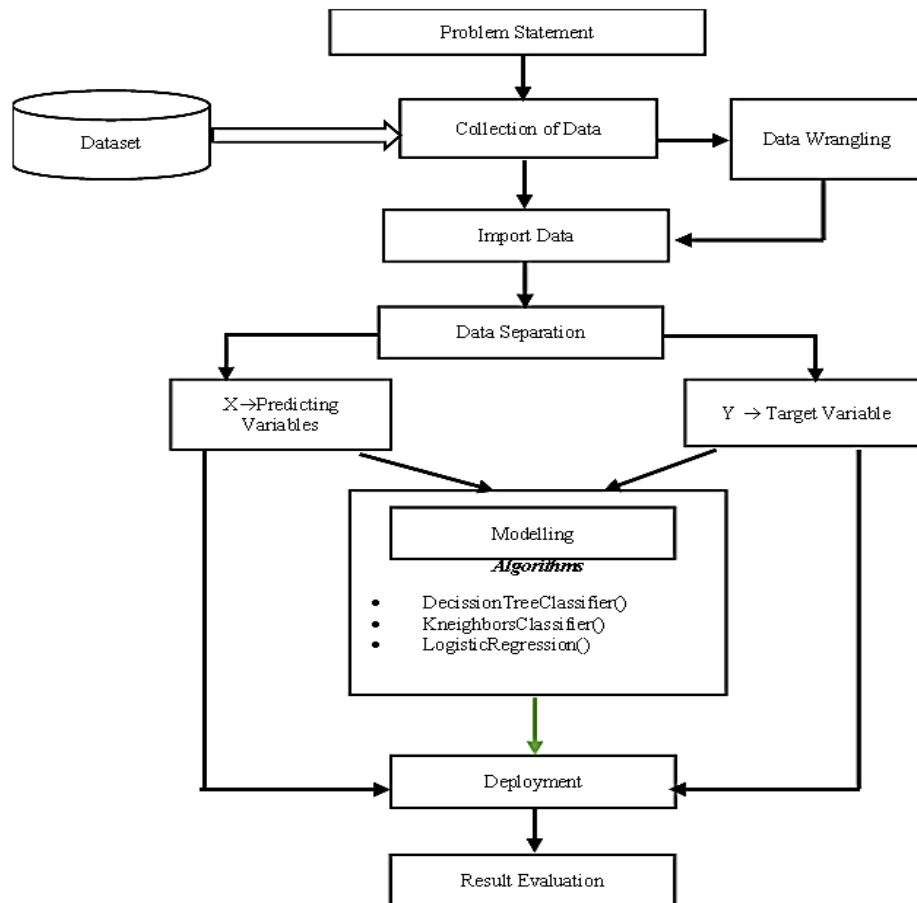 Problem Statement
Dataset
Collection of Data
Data Wrangling
Import Data
Data Separation
X→Predicting
Variables
Y → Target Variable
Modelling
Algorithms
• DecissionTreeClassifier()
• KneighborsClassifier()
• LogisticRegression()
Deployment
Result Evaluation